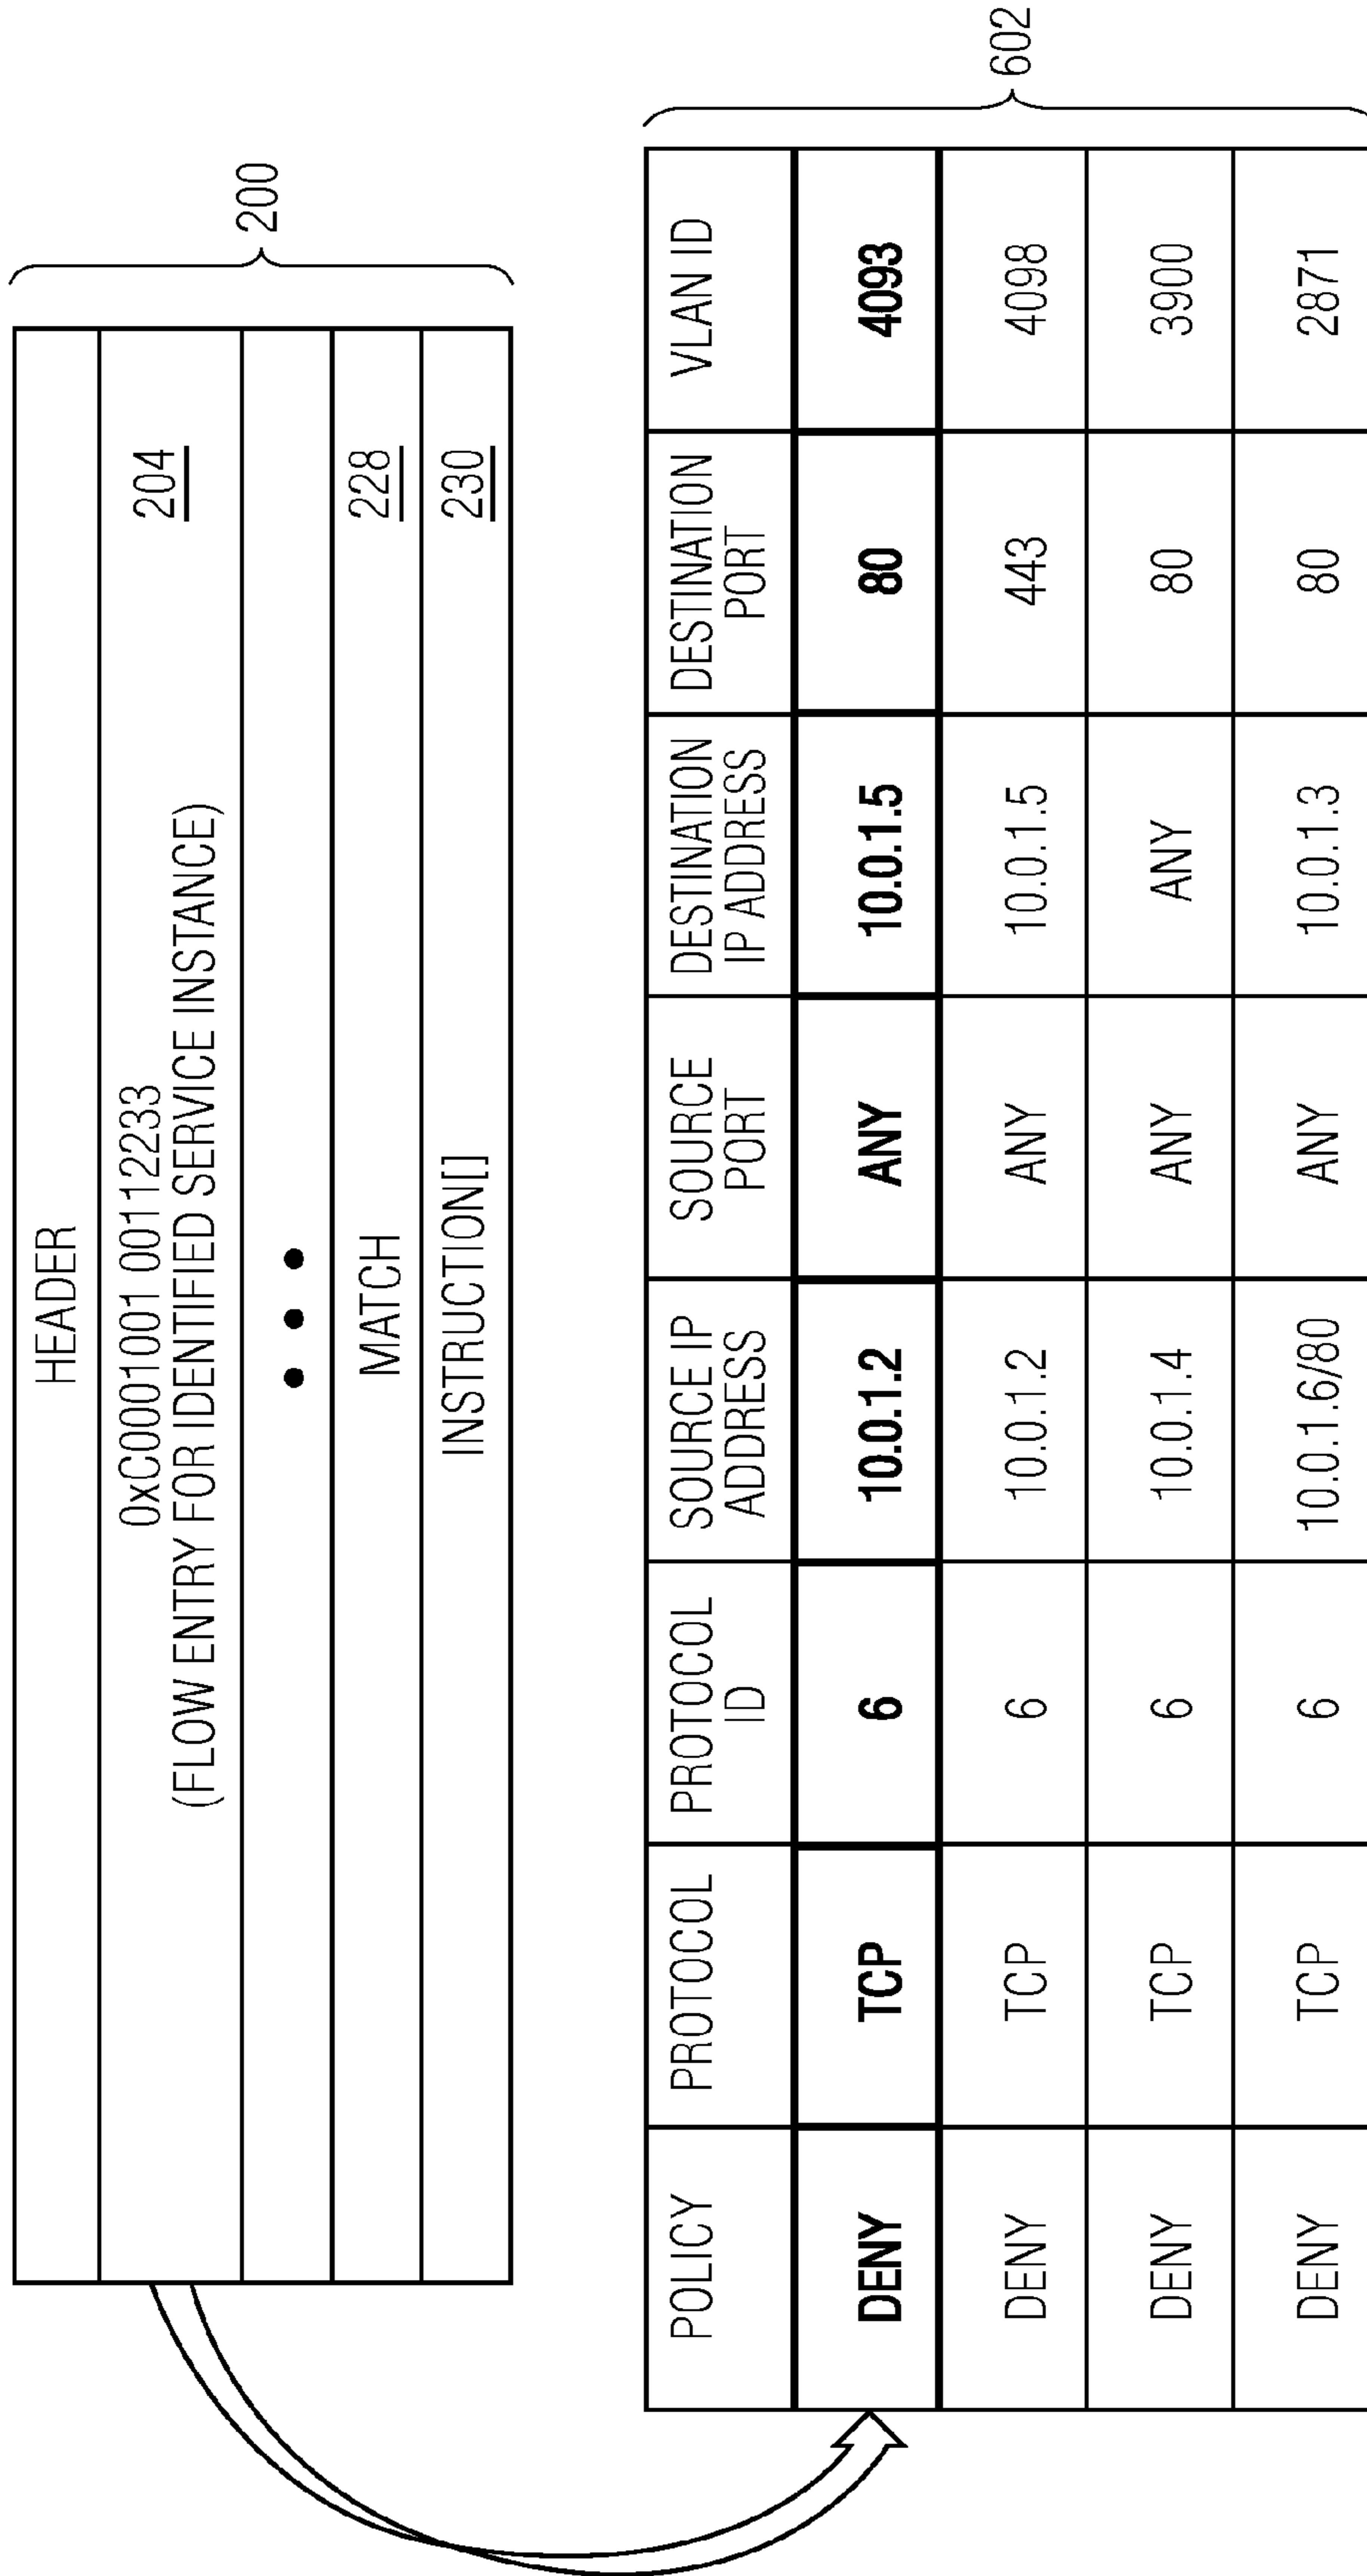 HEADER
0xC0001001 00112233 204
(FLOW ENTRY FOR IDENTIFIED SERVICE INSTANCE)
MATCH 228
INSTRUCTION[] 230
200
POLICY PROTOCOL PROTOCOL ID SOURCE IP ADDRESS SOURCE PORT DESTINATION IP ADDRESS DESTINATION PORT VLAN ID
DENY TCP 6 10.0.1.2 ANY 10.0.1.5 80 4093
DENY TCP 6 10.0.1.2 ANY 10.0.1.5 443 4098
DENY TCP 6 10.0.1.4 ANY ANY 80 3900
DENY TCP 6 10.0.1.6/80 ANY 10.0.1.3 80 2871
602